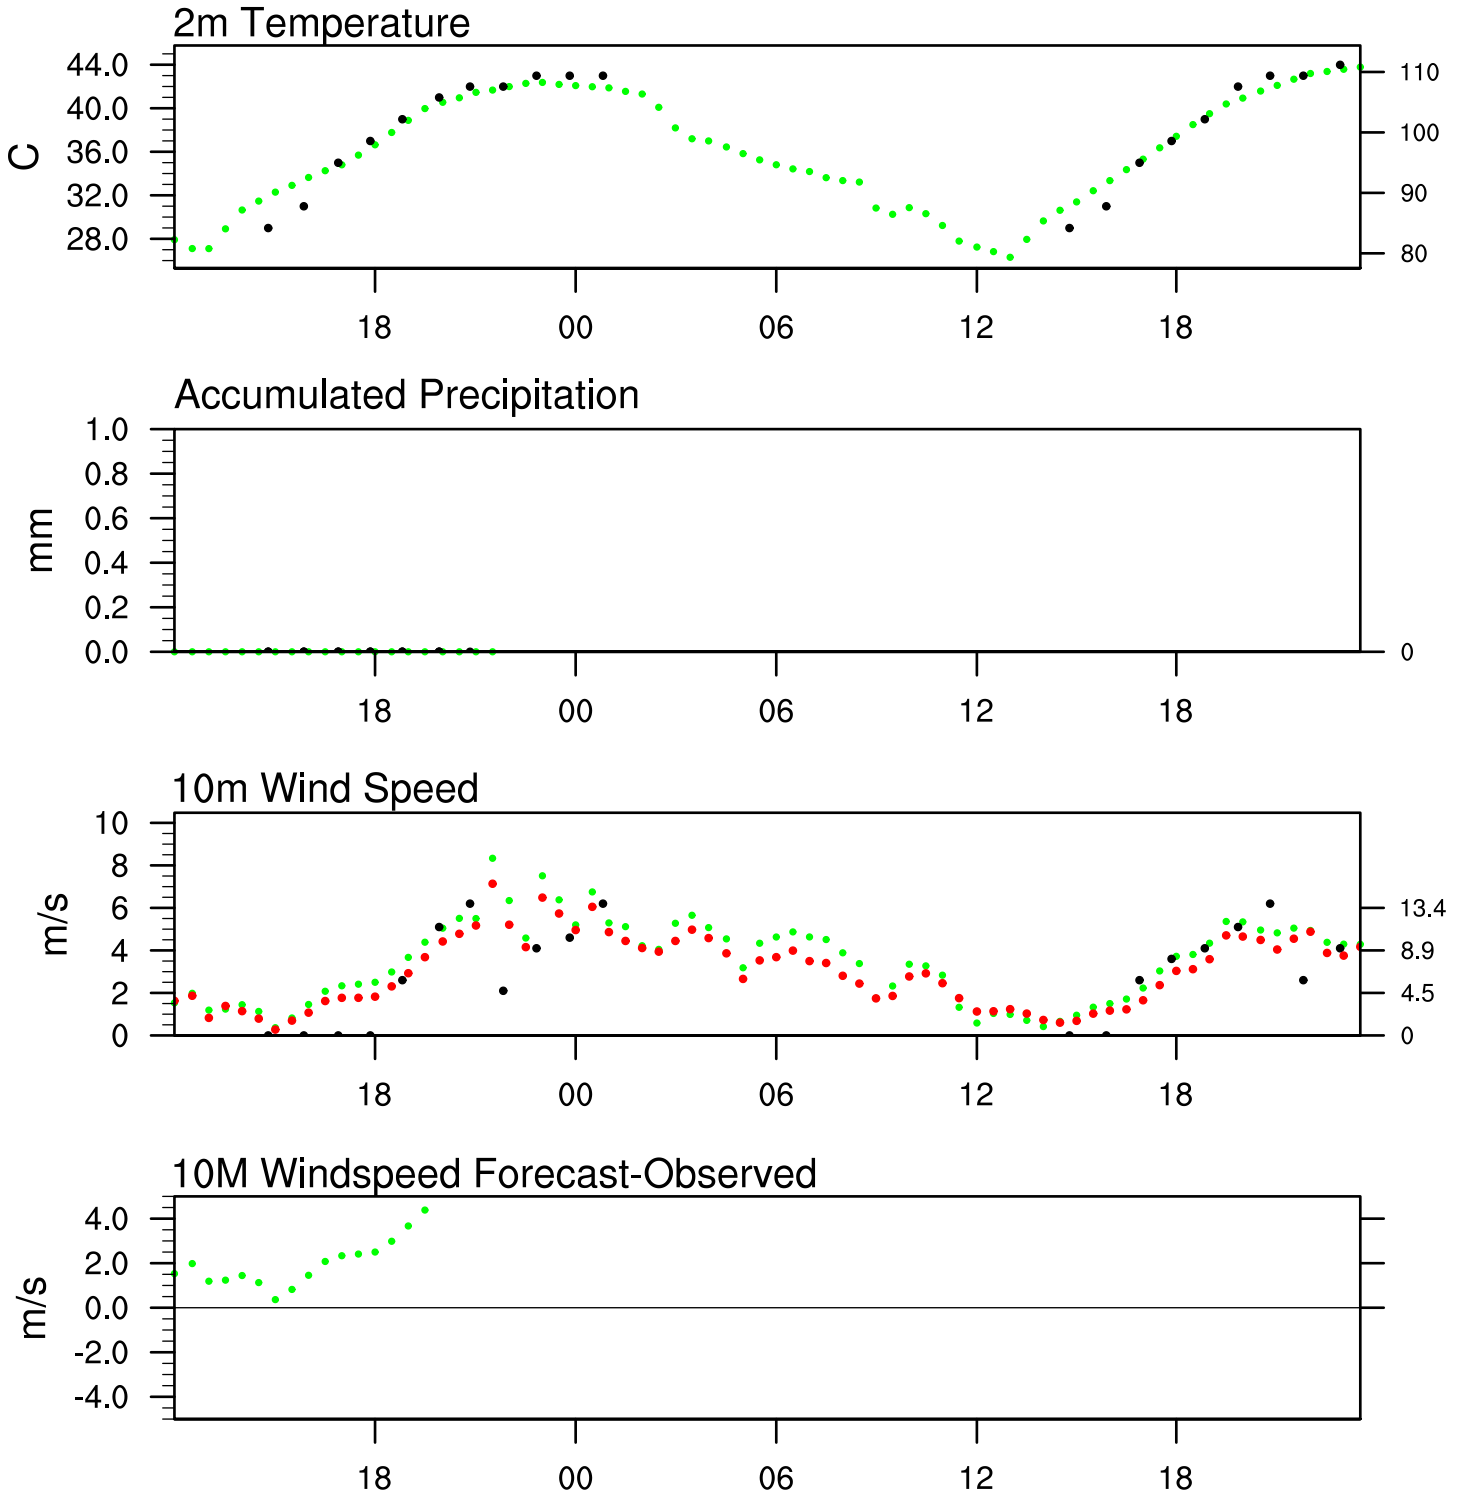 2m Temperature
44.0
40.0
36.0
32.0
28.0
C
110
100
90
80
18 00 06 12 18
Accumulated Precipitation
1.0
0.8
0.6
0.4
0.2
0.0
mm
0
18 00 06 12 18
10m Wind Speed
10
8
6
4
2
0
m/s
13.4
8.9
4.5
0
18 00 06 12 18
10M Windspeed Forecast-Observed
4.0
2.0
0.0
-2.0
-4.0
m/s
18 00 06 12 18